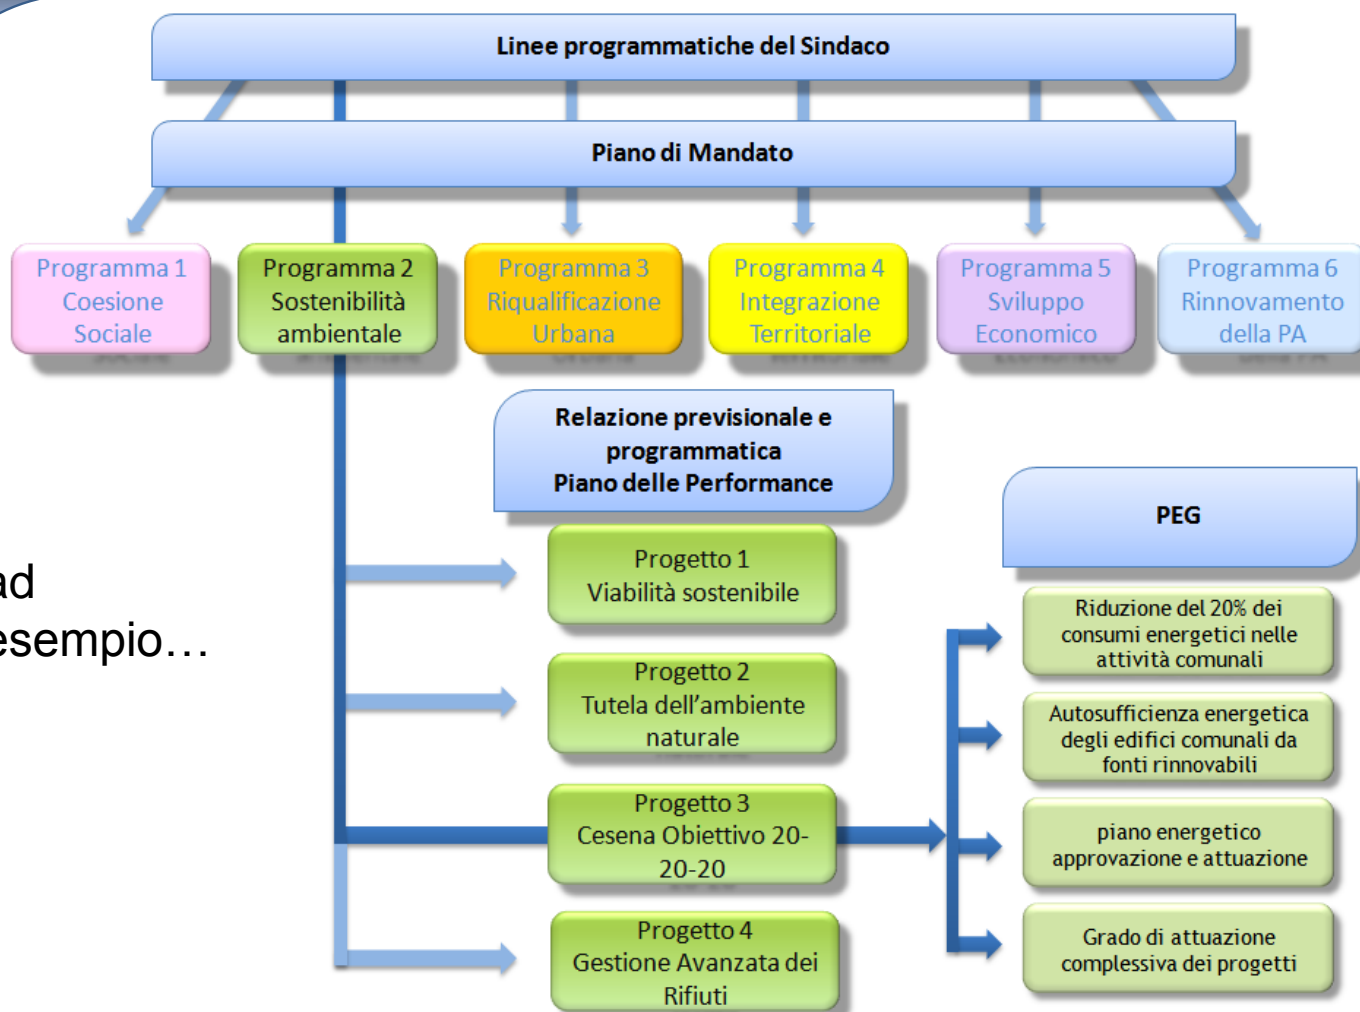 Linee programmatiche del Sindaco
Piano di Mandato
Programma 1
Coesione
Sociale
Programma 2
Sostenibilità
ambientale
Programma 3
Riqualificazione
Urbana
Programma 4
Integrazione
Territoriale
Programma 5
Sviluppo
Economico
Programma 6
Rinnovamento
della PA
Relazione previsionale e
programmatica
Piano delle Performance
PEG
ad
esempio…
Progetto 1
Viabilità sostenibile
Progetto 2
Tutela dell’ambiente
naturale
Progetto 3
Cesena Obiettivo 20-
20-20
Progetto 4
Gestione Avanzata dei
Rifiuti
Riduzione del 20% dei
consumi energetici nelle
attività comunali
Autosufficienza energetica
degli edifici comunali da
fonti rinnovabili
piano energetico
approvazione e attuazione
Grado di attuazione
complessiva dei progetti